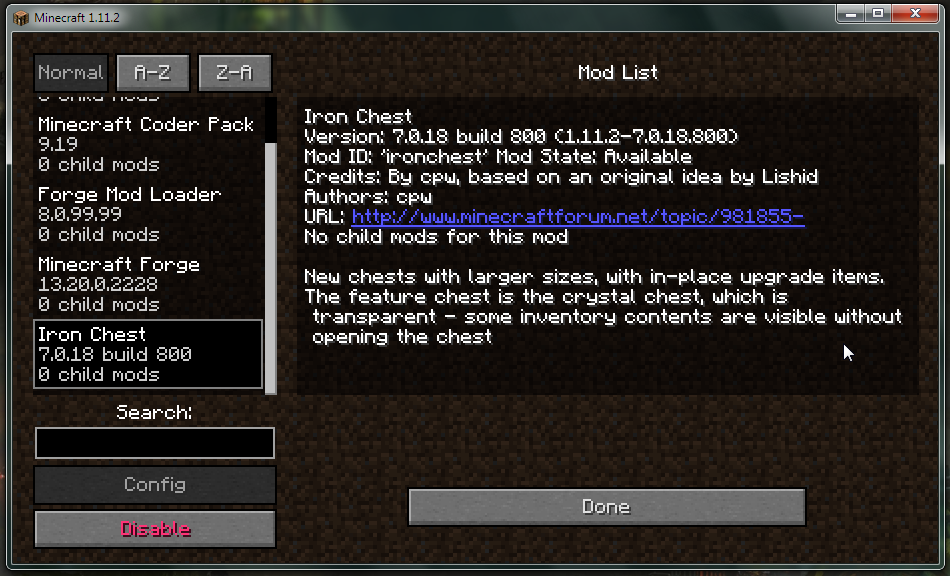 Minecraft 1.11.2
Normal A-Z Z-A
Mod List
0 child mods
Minecraft Coder Pack
9.19
0 child mods
Forge Mod Loader
8.0.99.99
0 child mods
Minecraft Forge
13.20.0.2228
0 child mods
Iron Chest
7.0.18 build 800
0 child mods
Search:
Config
Disable
Iron Chest
Version: 7.0.18 build 800 (1.11.2-7.0.18.800)
Mod ID: 'ironchest' Mod State: Available
Credits: By cpw, based on an original idea by Lishid
Authors: cpw
URL: http://www.minecraftforum.net/topic/981855-
No child mods for this mod
New chests with larger sizes, with in-place upgrade items.
The feature chest is the crystal chest, which is
transparent - some inventory contents are visible without
opening the chest
Done